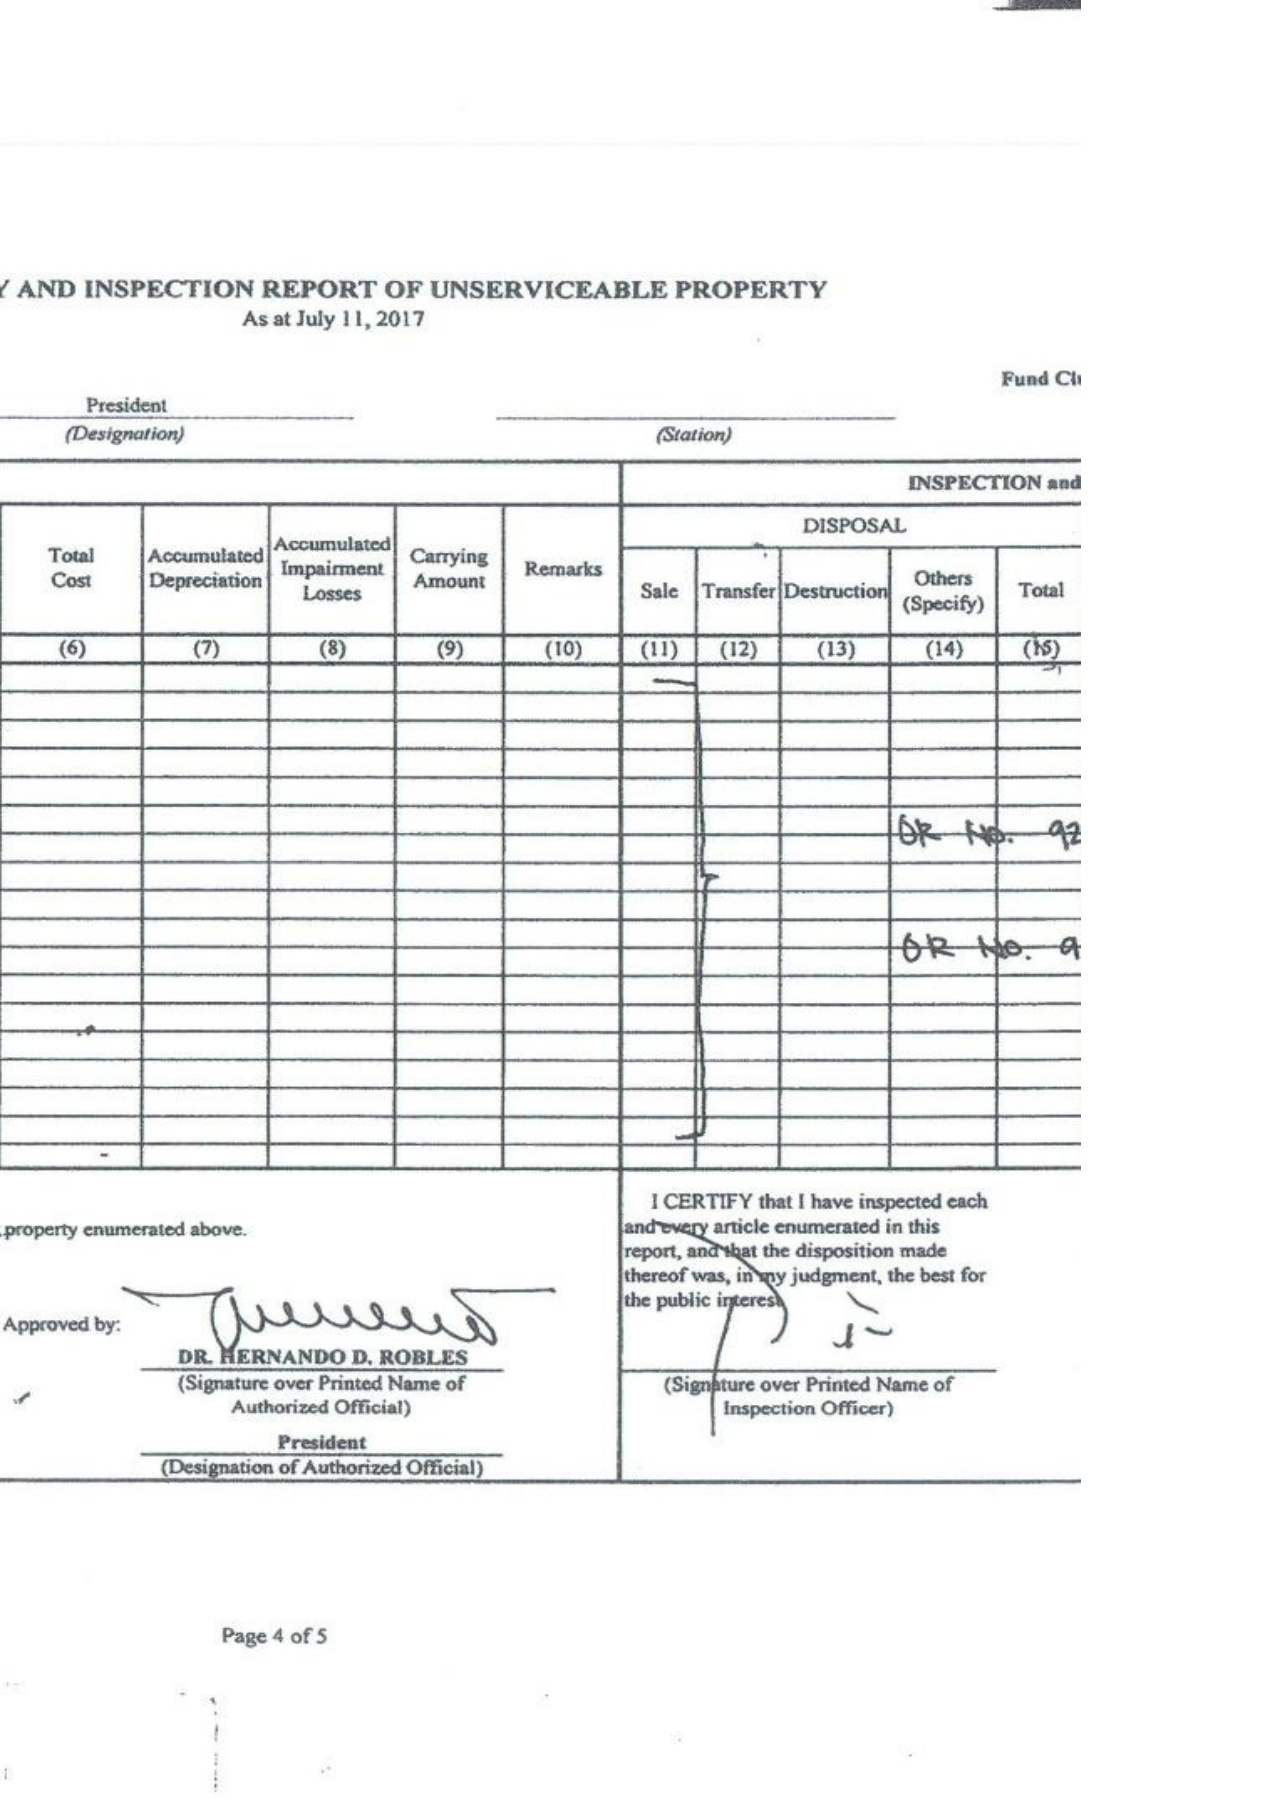 Y AND INSPECTION REPORT OF UNSERVICEABLE PROPERTY
As at July 11, 2017
Fund Clu
President
(Designation) (Station)
INSPECTION and
DISPOSAL
Total Cost Accumulated Depreciation Accumulated Impairment Losses Carrying Amount Remarks Sale Transfer Destruction Others (Specify) Total
(6) (7) (8) (9) (10) (11) (12) (13) (14) (15)
OR No. 92
OR No. 9
property enumerated above.
I CERTIFY that I have inspected each
and every article enumerated in this
report, and that the disposition made
thereof was, in my judgment, the best for
the public interest
Approved by:
DR. HERNANDO D. ROBLES
(Signature over Printed Name of
Authorized Official)
President
(Designation of Authorized Official)
(Signature over Printed Name of
Inspection Officer)
Page 4 of 5